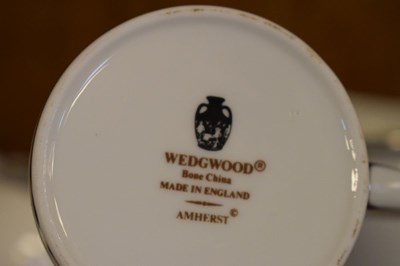 WEDGWOOD®
Bone China
MADE IN ENGLAND
AMHERST©